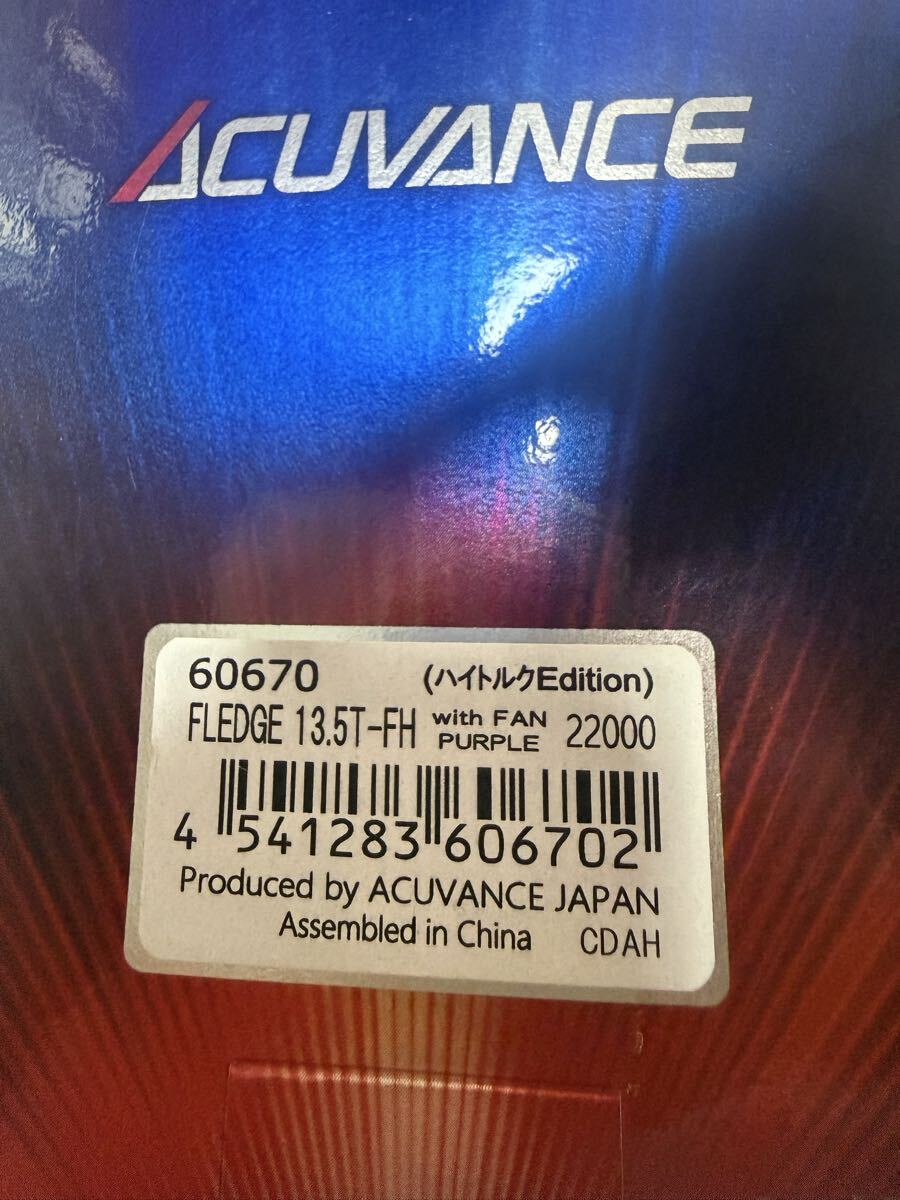 ACUVANCE
60670 (ハイトルクEdition)
FLEDGE 13.5T-FH with FAN PURPLE 22000
4 541283 606702
Produced by ACUVANCE JAPAN
Assembled in China CDAH